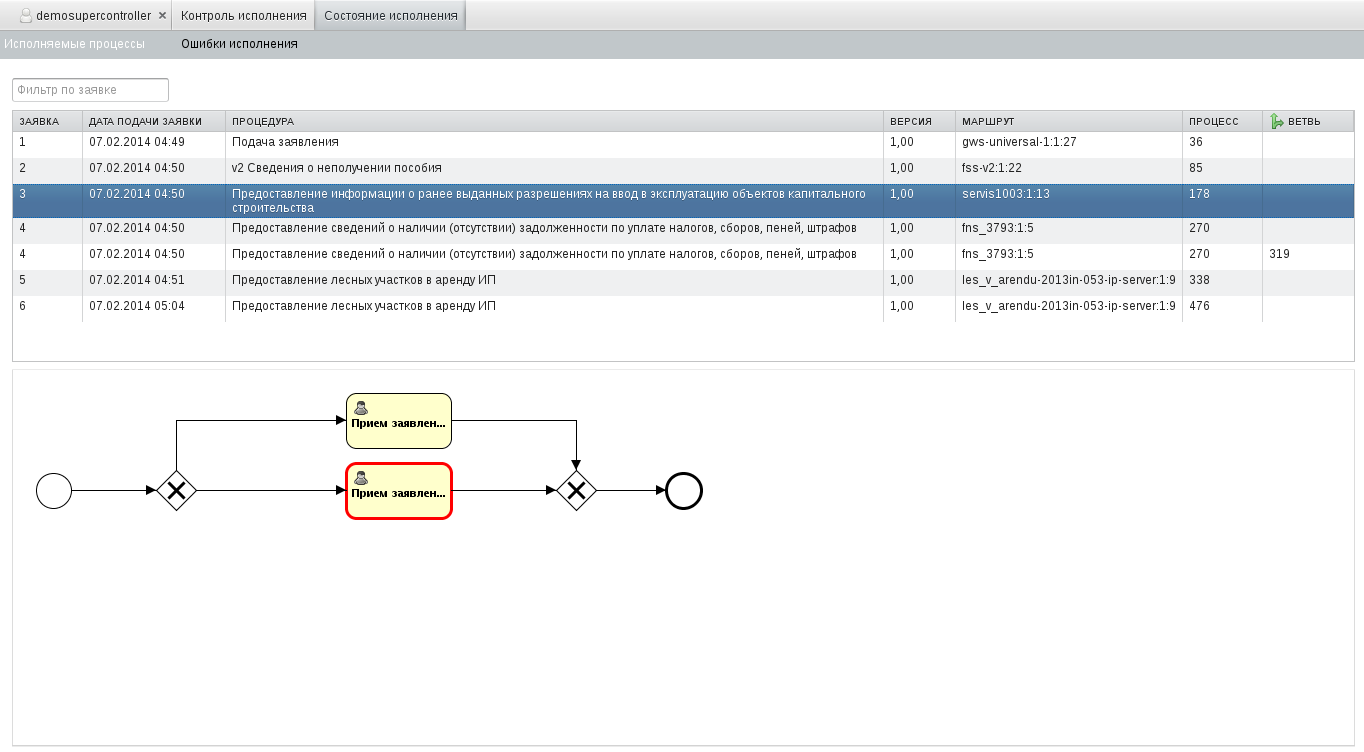 demosupercontroller × Контроль исполнения Состояние исполнения
Исполняемые процессы Ошибки исполнения
Фильтр по заявке
ЗАЯВКА ДАТА ПОДАЧИ ЗАЯВКИ ПРОЦЕДУРА ВЕРСИЯ МАРШРУТ ПРОЦЕСС ВЕТВЬ
1 07.02.2014 04:49 Подача заявления 1,00 gws-universal-1:1:27 36
2 07.02.2014 04:50 v2 Сведения о неполучении пособия 1,00 fss-v2:1:22 85
3 07.02.2014 04:50 Предоставление информации о ранее выданных разрешениях на ввод в эксплуатацию объектов капитального 1,00 servis1003:1:13 178
строительства
4 07.02.2014 04:50 Предоставление сведений о наличии (отсутствии) задолженности по уплате налогов, сборов, пеней, штрафов 1,00 fns_3793:1:5 270
4 07.02.2014 04:50 Предоставление сведений о наличии (отсутствии) задолженности по уплате налогов, сборов, пеней, штрафов 1,00 fns_3793:1:5 270 319
5 07.02.2014 04:51 Предоставление лесных участков в аренду ИП 1,00 les_v_arendu-2013in-053-ip-server:1:9 338
6 07.02.2014 05:04 Предоставление лесных участков в аренду ИП 1,00 les_v_arendu-2013in-053-ip-server:1:9 476
Прием заявлен...
Прием заявлен...